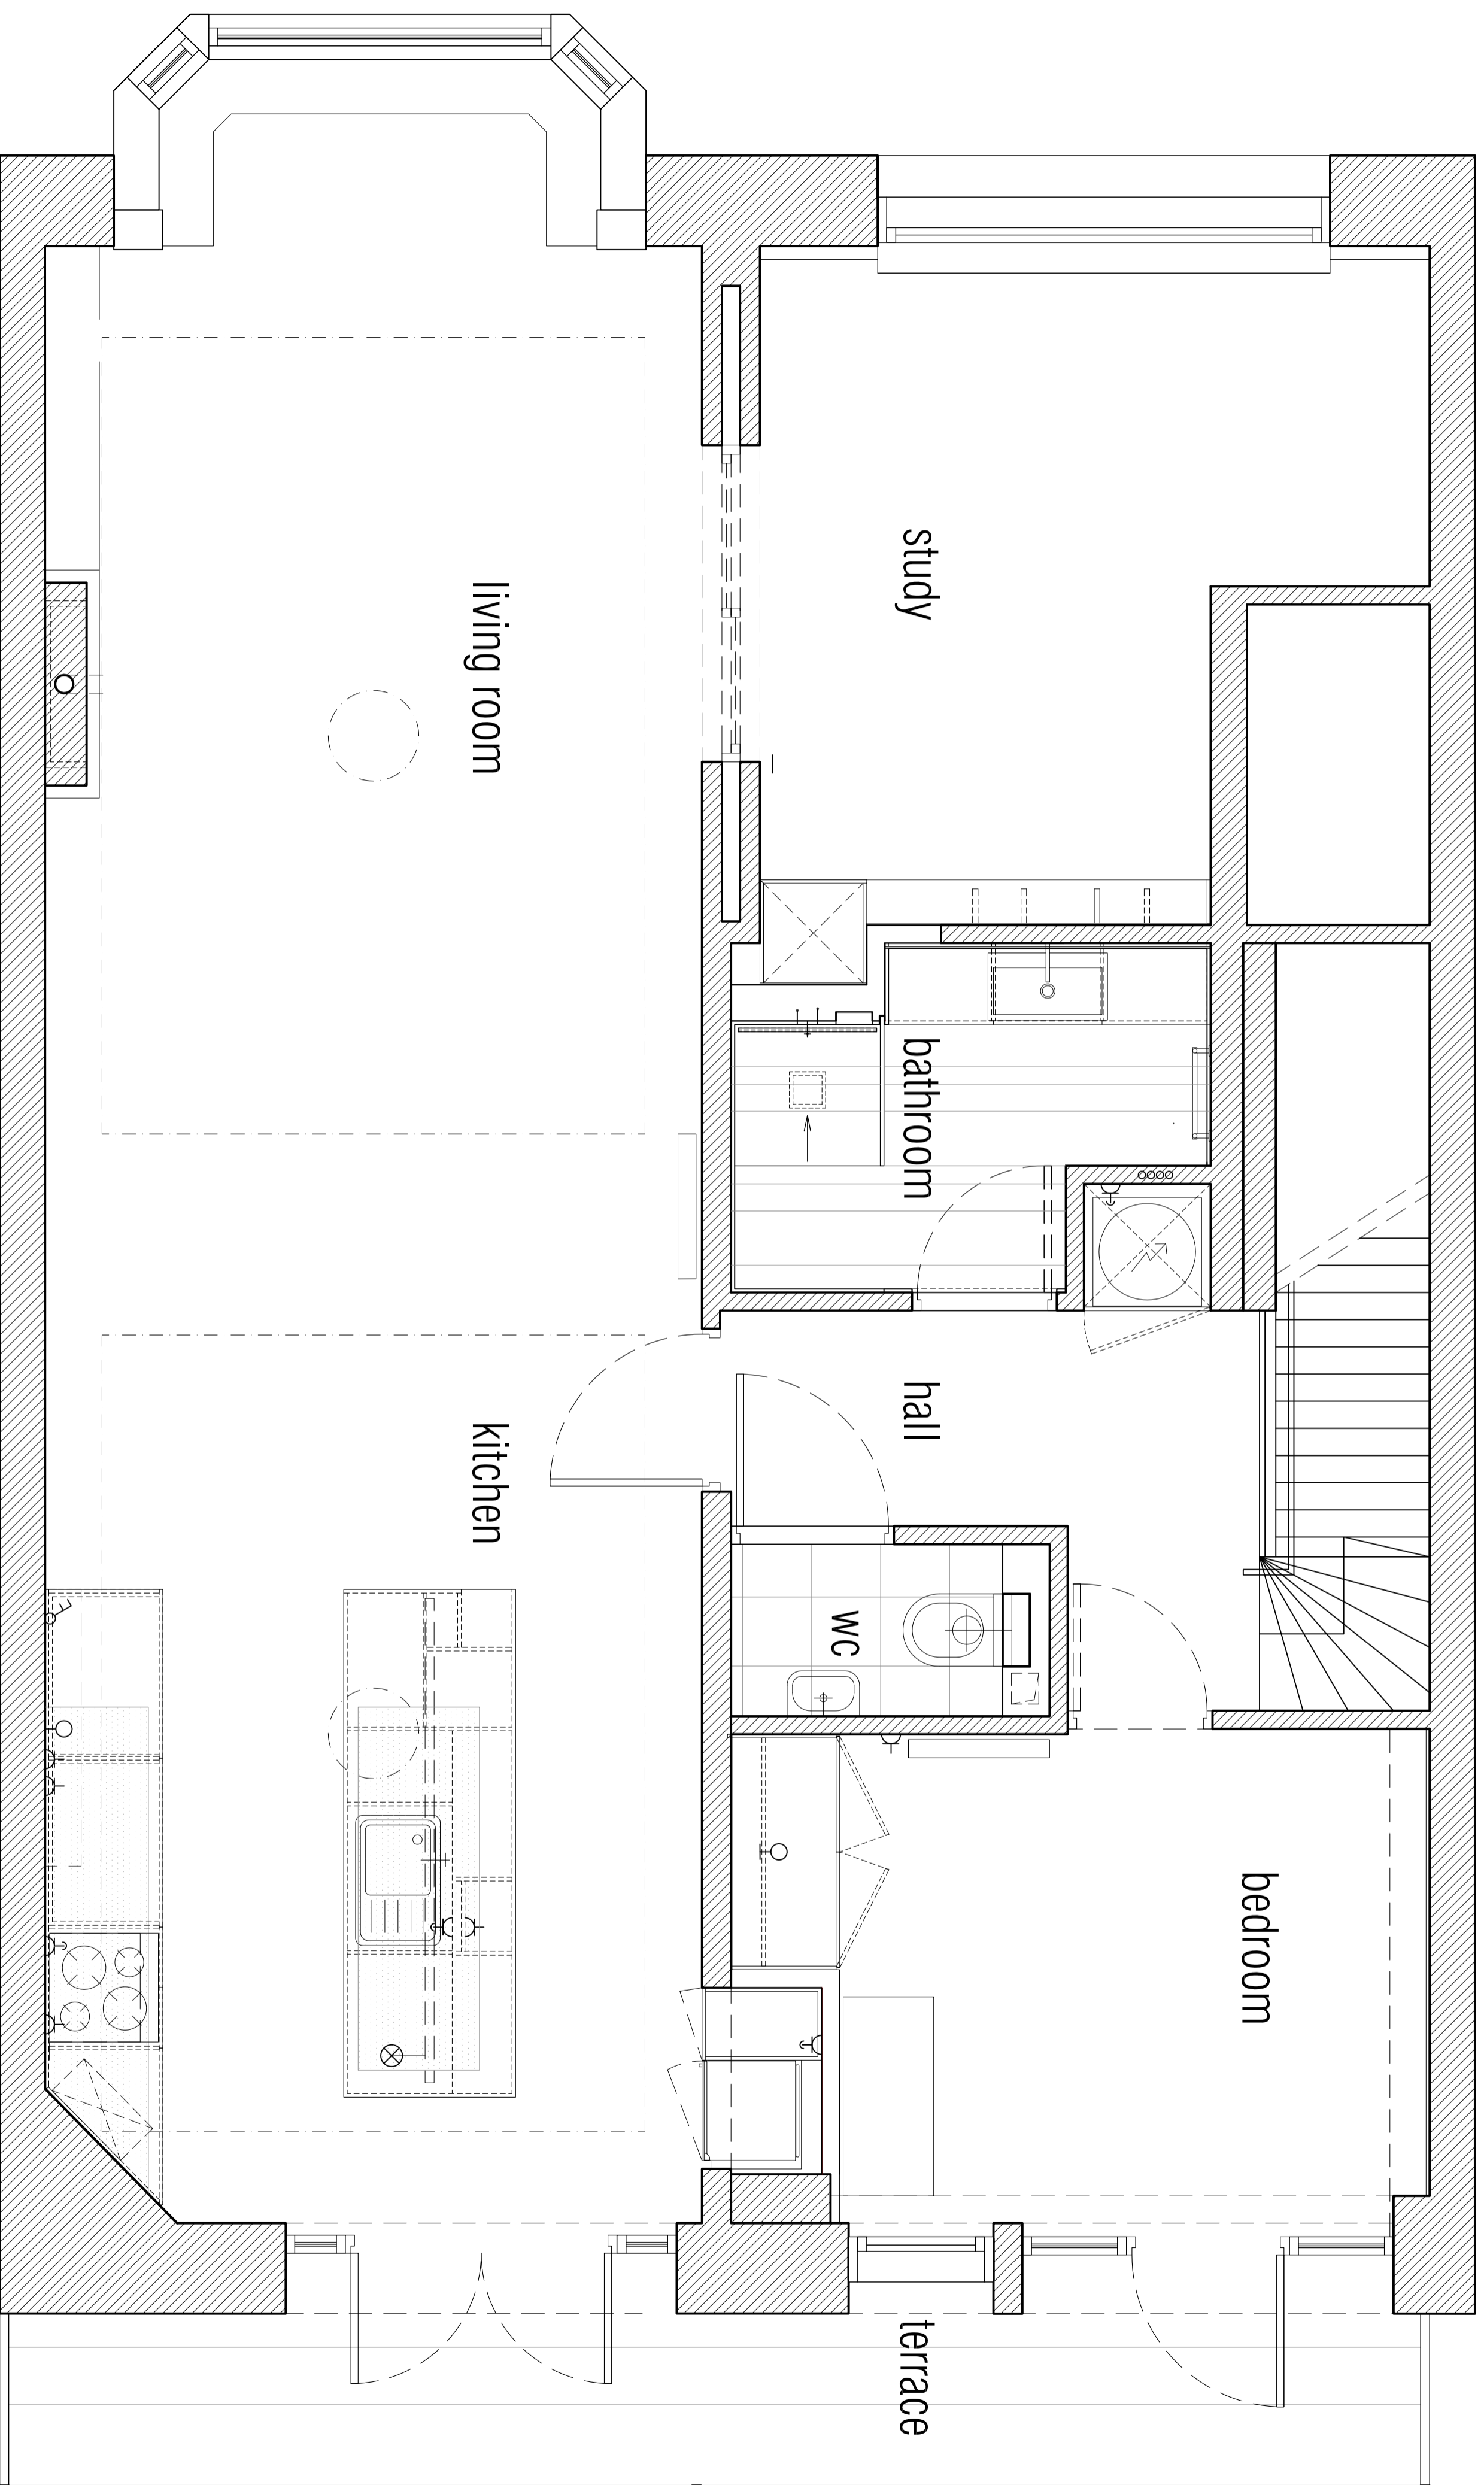 study
living room
bathroom
hall
kitchen
wc
bedroom
terrace